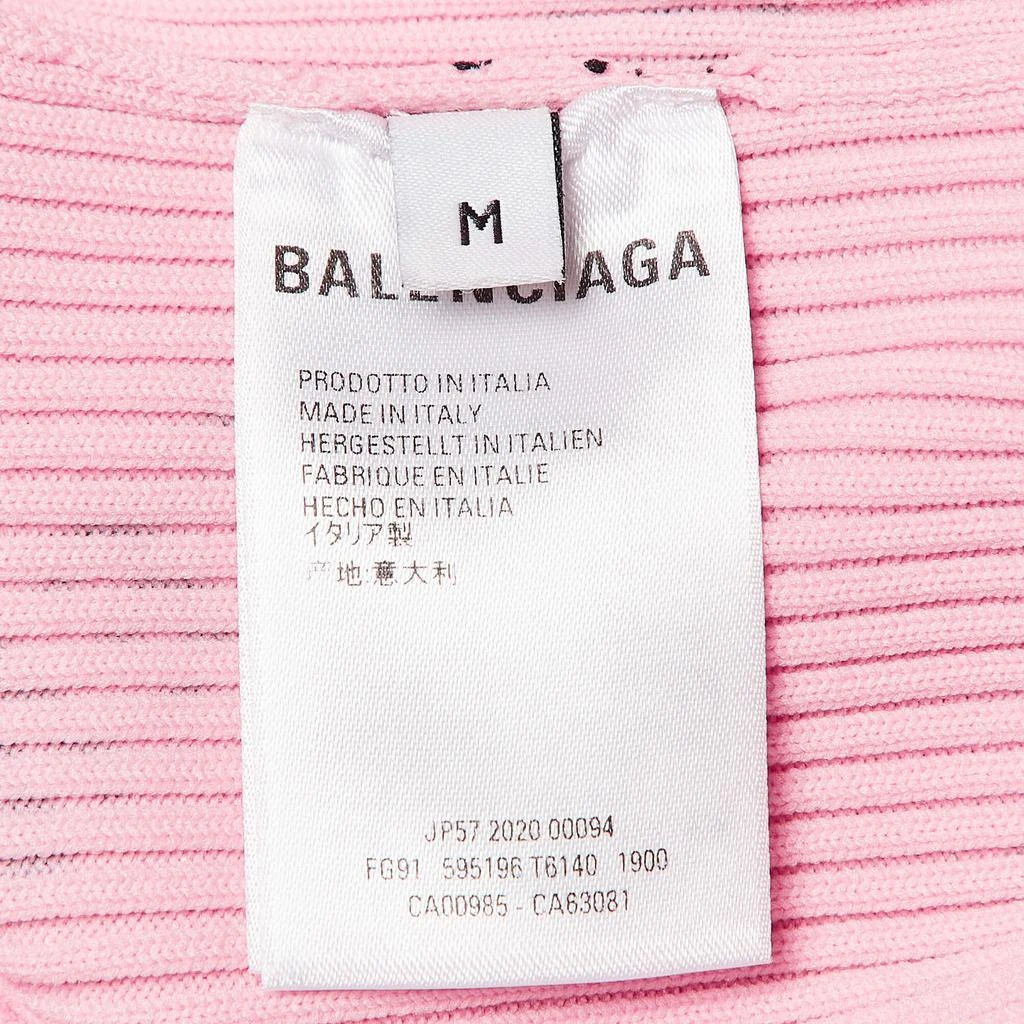 M
BALENCIAGA
PRODOTTO IN ITALIA
MADE IN ITALY
HERGESTELLT IN ITALIEN
FABRIQUE EN ITALIE
HECHO EN ITALIA
イタリア製
产地:意大利
JP57 2020 00094
FG91 595196 T6140 1900
CA00985 - CA63081